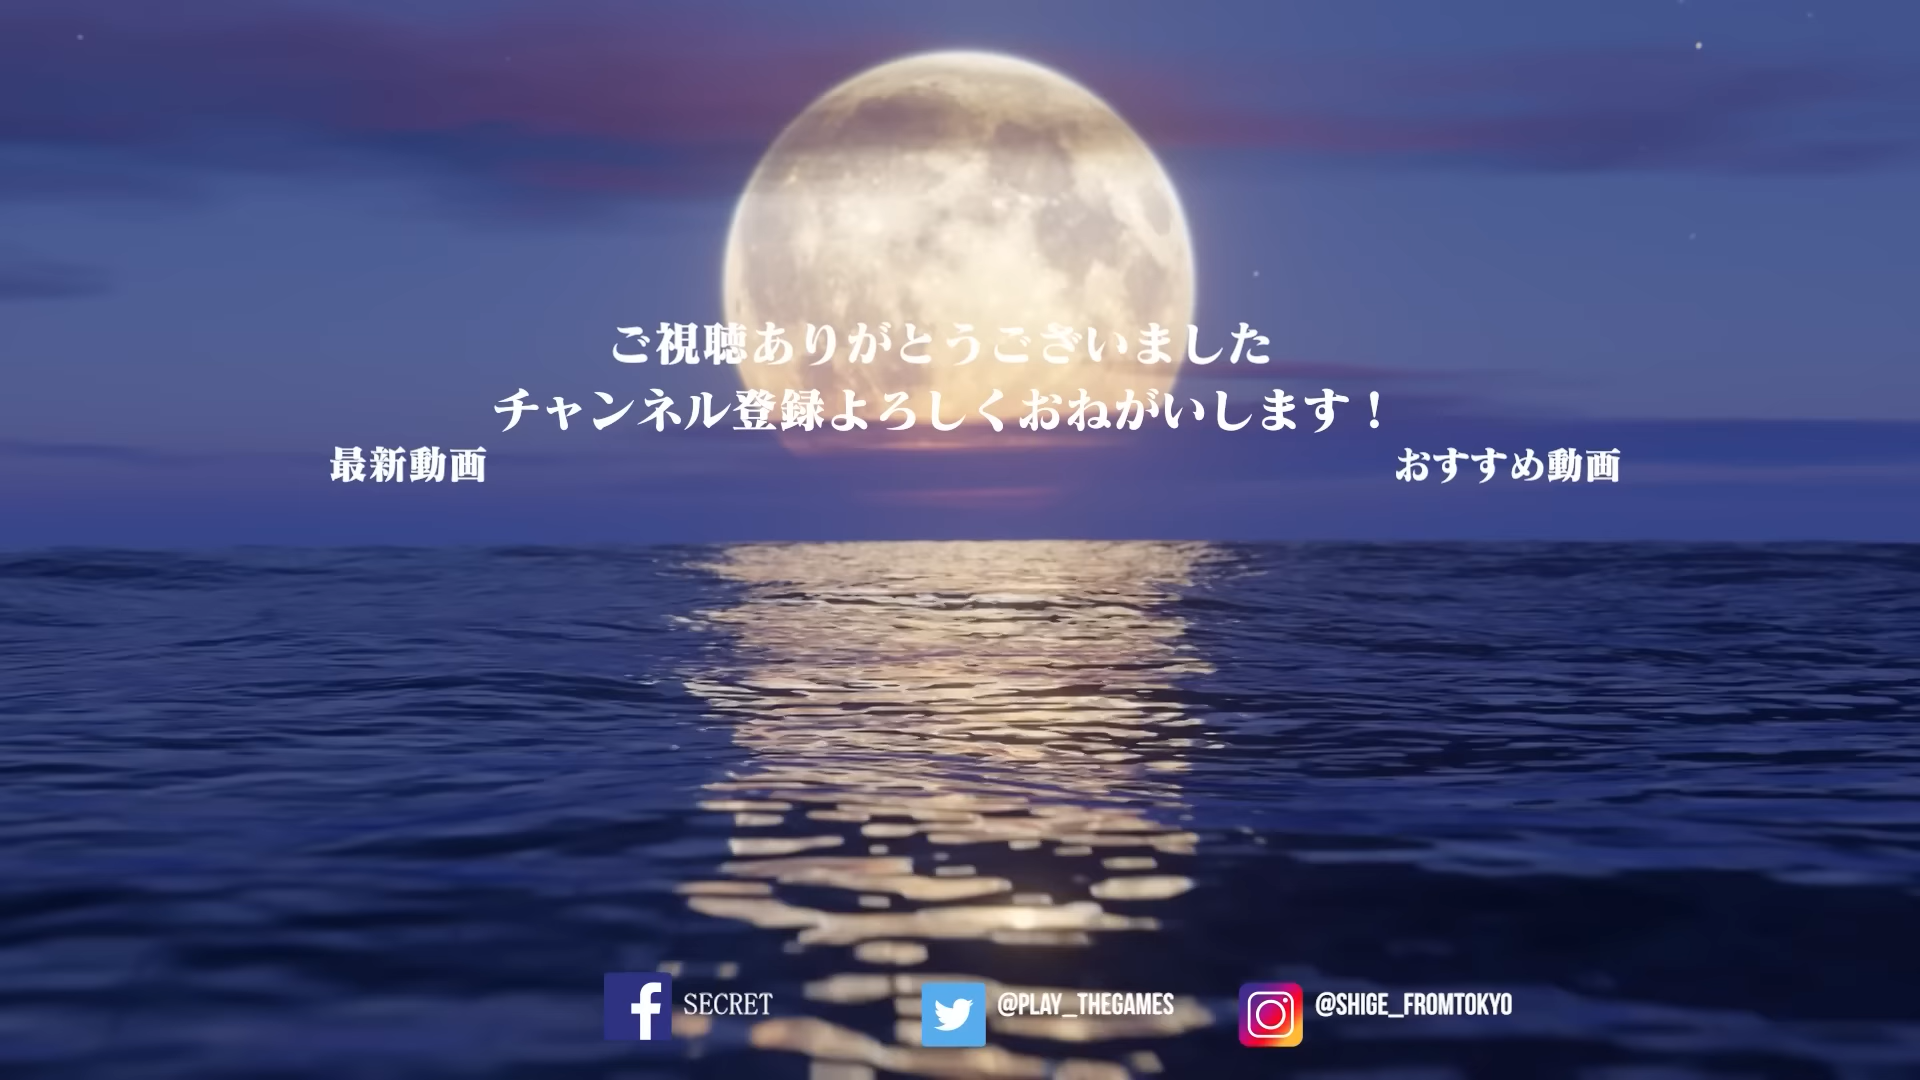 ご視聴ありがとうございました
チャンネル登録よろしくおねがいします！
最新動画
おすすめ動画
SECRET
@PLAY_THEGAMES
@SHIGE_FROMTOKYO